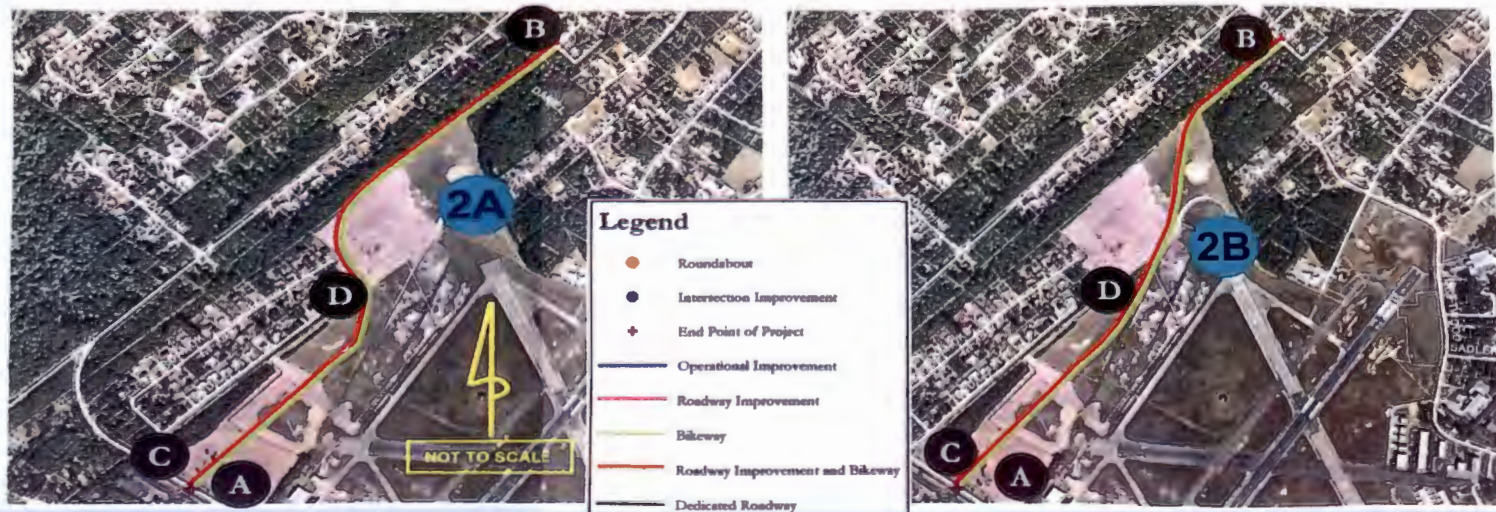 B
2A
D
C
A
NOT TO SCALE
Legend
Roundabout
Intersection Improvement
End Point of Project
Operational Improvement
Roadway Improvement
Bikeway
Roadway Improvement and Bikeway
Dedicated Roadway
B
2B
D
C
A
SADLER